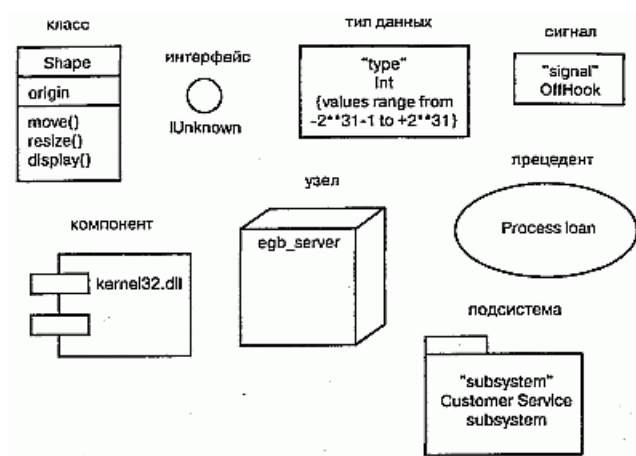 класс
Shape
origin
move()
resize()
display()
интерфейс
IUnknown
тип данных
"type"
Int
{values range from
-2**31-1 to +2**31}
сигнал
"signal"
OffHook
прецедент
Process loan
узел
egb_server
компонент
kernel32.dll
подсистема
"subsystem"
Customer Service
subsystem